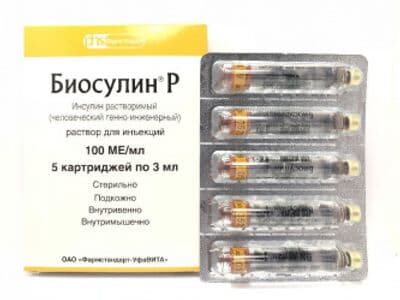 Фармстандарт
Биосулин® Р
Инсулин растворимый
(человеческий генно-инженерный)
раствор для инъекций
100 МЕ/мл
5 картриджей по 3 мл
Стерильно
Подкожно
Внутривенно
Внутримышечно
ОАО «Фармстандарт-УфаВИТА»